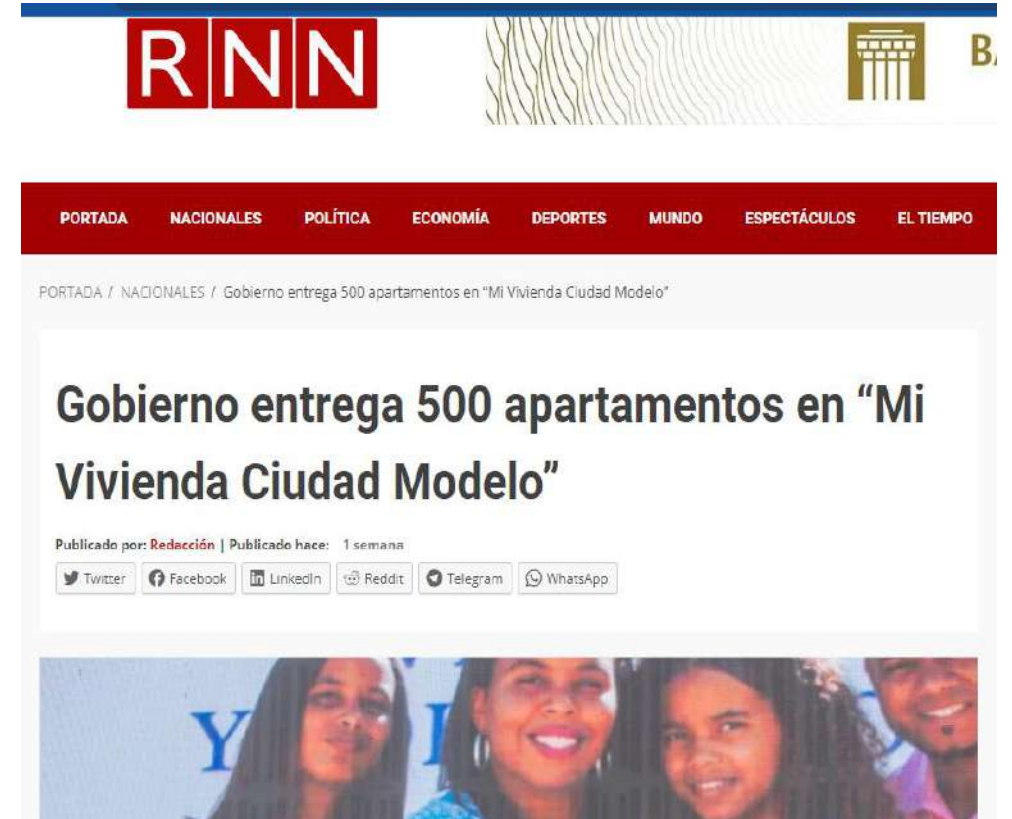 RNN
PORTADA NACIONALES POLÍTICA ECONOMÍA DEPORTES MUNDO ESPECTÁCULOS EL TIEMPO
PORTADA / NACIONALES / Gobierno entrega 500 apartamentos en “Mi Vivienda Ciudad Modelo”
Gobierno entrega 500 apartamentos en “Mi
Vivienda Ciudad Modelo”
Publicado por: Redacción | Publicado hace: 1 semana
Twitter Facebook LinkedIn Reddit Telegram WhatsApp